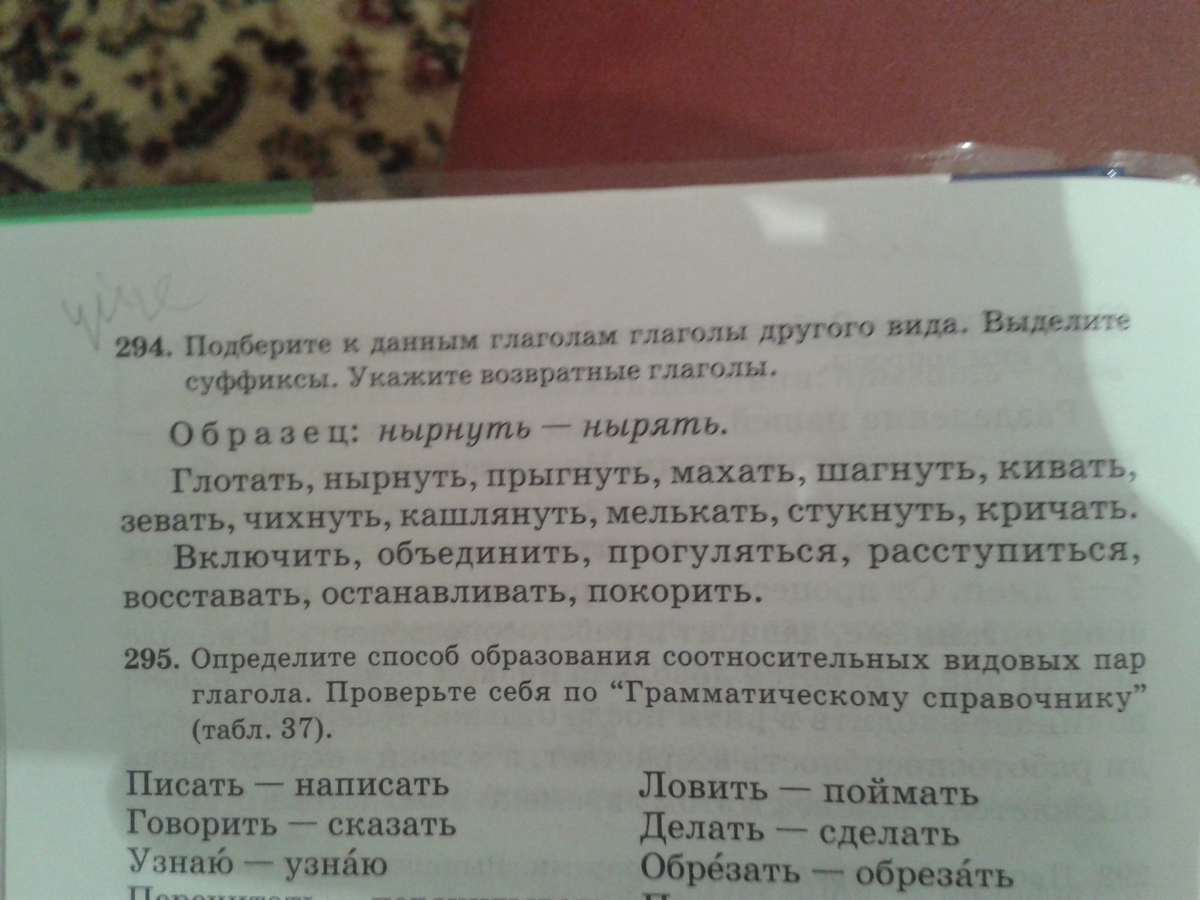 294. Подберите к данным глаголам глаголы другого вида. Выделите
суффиксы. Укажите возвратные глаголы.
Образец: нырнуть — нырять.
Глотать, нырнуть, прыгнуть, махать, шагнуть, кивать,
зевать, чихнуть, кашлянуть, мелькать, стукнуть, кричать.
Включить, объединить, прогуляться, расступиться,
восставать, останавливать, покорить.
295. Определите способ образования соотносительных видовых пар
глагола. Проверьте себя по “Грамматическому справочнику”
(табл. 37).
Писать — написать
Говорить — сказать
Узнаю́ — узна́ю
Ловить — поймать
Делать — сделать
Обре́зать — обреза́ть